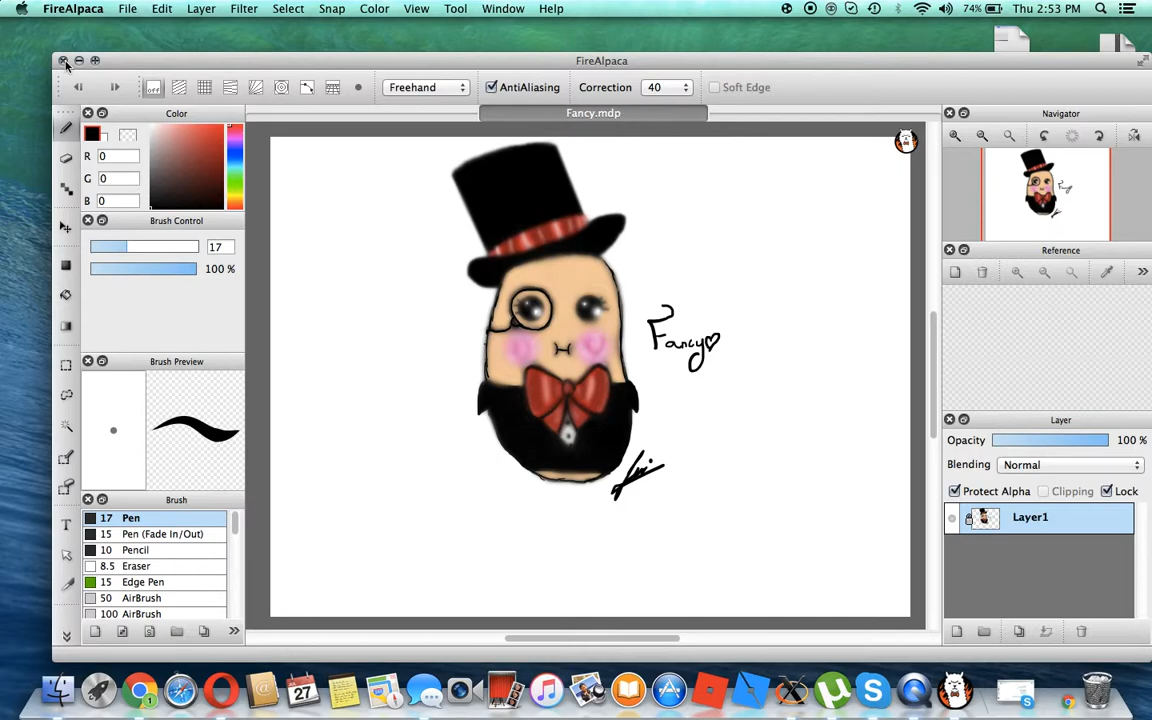 FireAlpaca File Edit Layer Filter Select Snap Color View Tool Window Help 74% Thu 2:53 PM
FireAlpaca
off Freehand AntiAliasing Correction 40 Soft Edge
Color Fancy.mdp Navigator
R 0
G 0
B 0
Brush Control
17
100 %
Reference
Fancy
Brush Preview
Layer
Opacity 100 %
Blending Normal
Protect Alpha Clipping Lock
Layer1
Brush
17 Pen
15 Pen (Fade In/Out)
10 Pencil
8.5 Eraser
15 Edge Pen
50 AirBrush
100 AirBrush
T
27